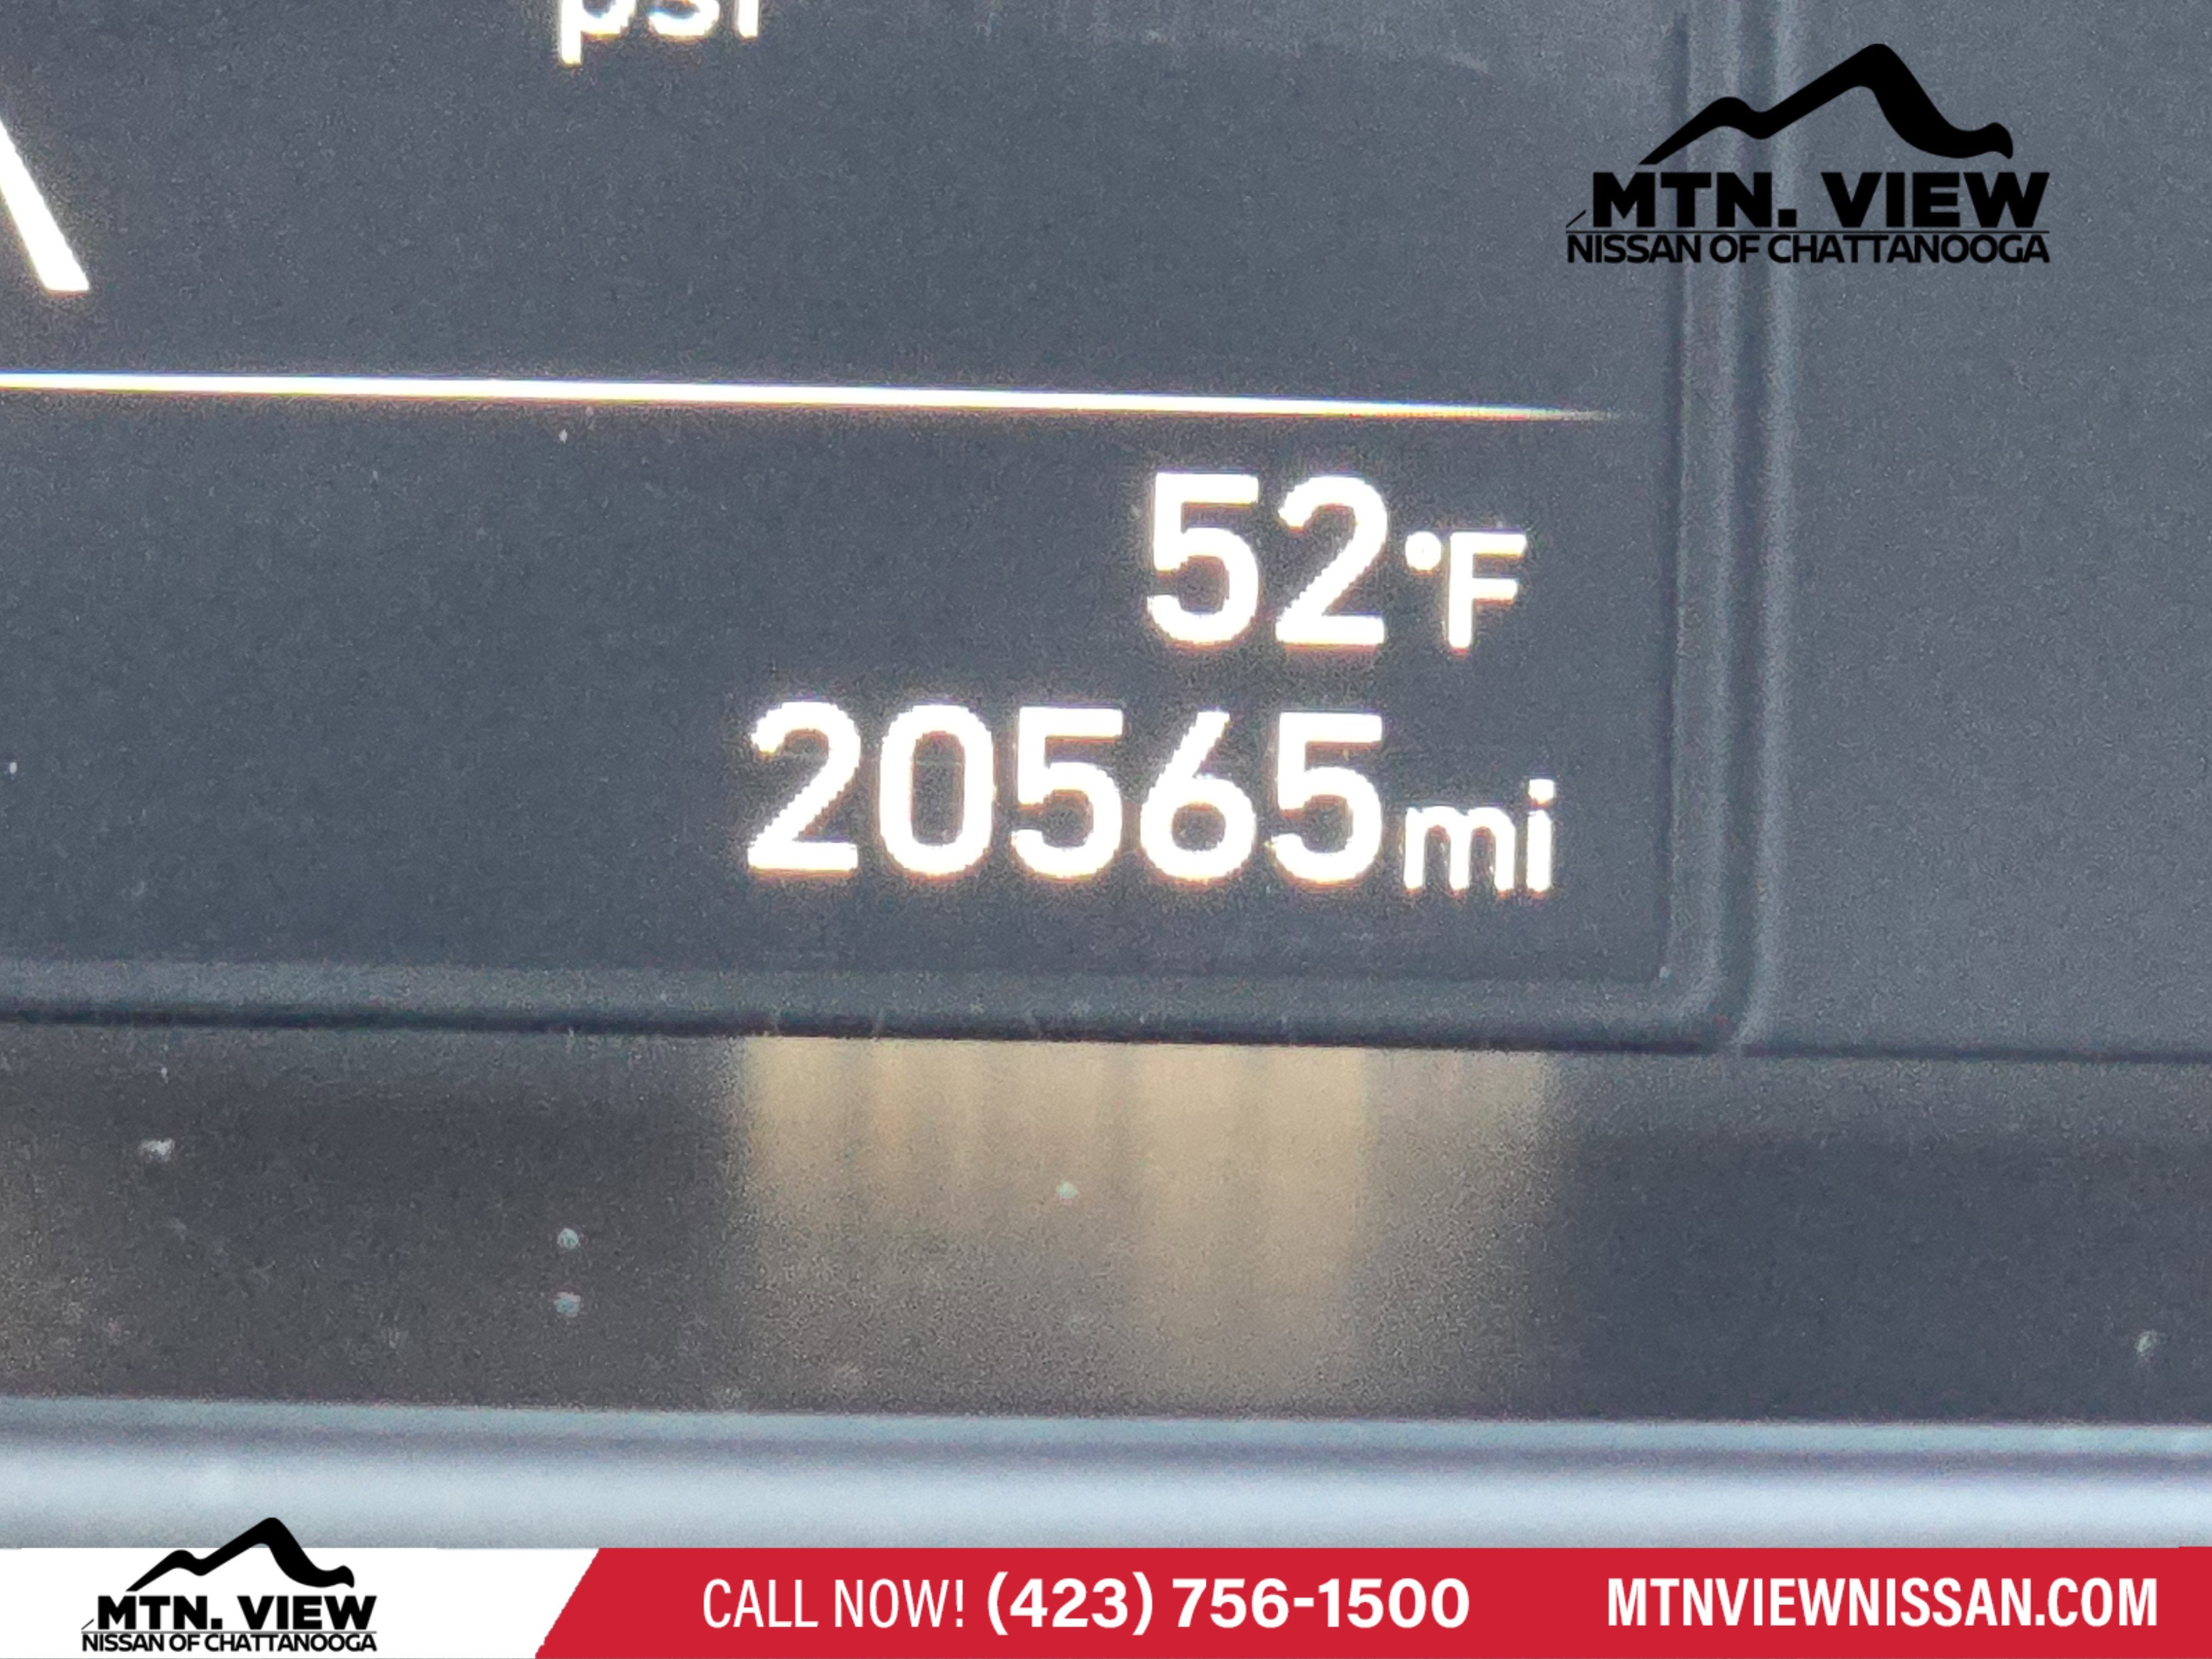 psi
MTN. VIEW
NISSAN OF CHATTANOOGA
52°F
20565mi
MTN. VIEW
NISSAN OF CHATTANOOGA
CALL NOW! (423) 756-1500
MTNVIEWNISSAN.COM